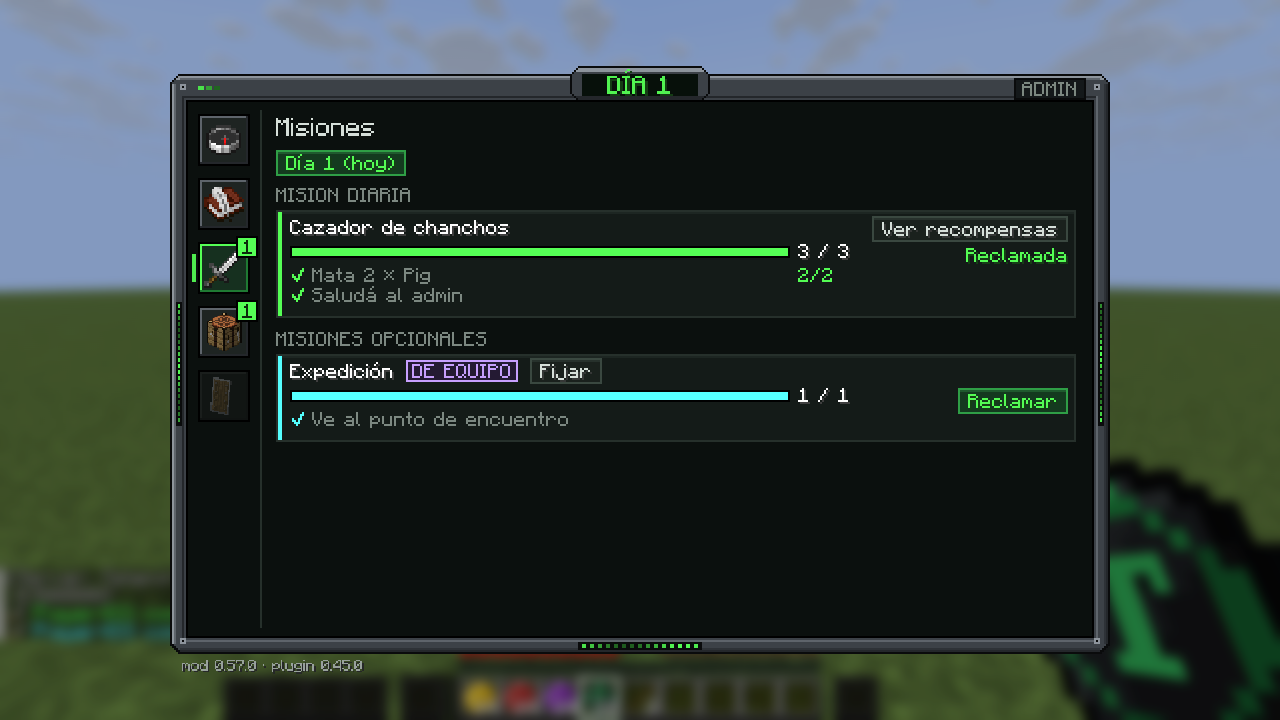 DÍA 1
ADMIN
Misiones
Día 1 (hoy)
MISION DIARIA
Cazador de chanchos
Ver recompensas
3 / 3
Reclamada
Mata 2 × Pig
2/2
Saludá al admin
MISIONES OPCIONALES
Expedición DE EQUIPO Fijar
1 / 1
Reclamar
Ve al punto de encuentro
1
1
mod 0.57.0 · plugin 0.45.0